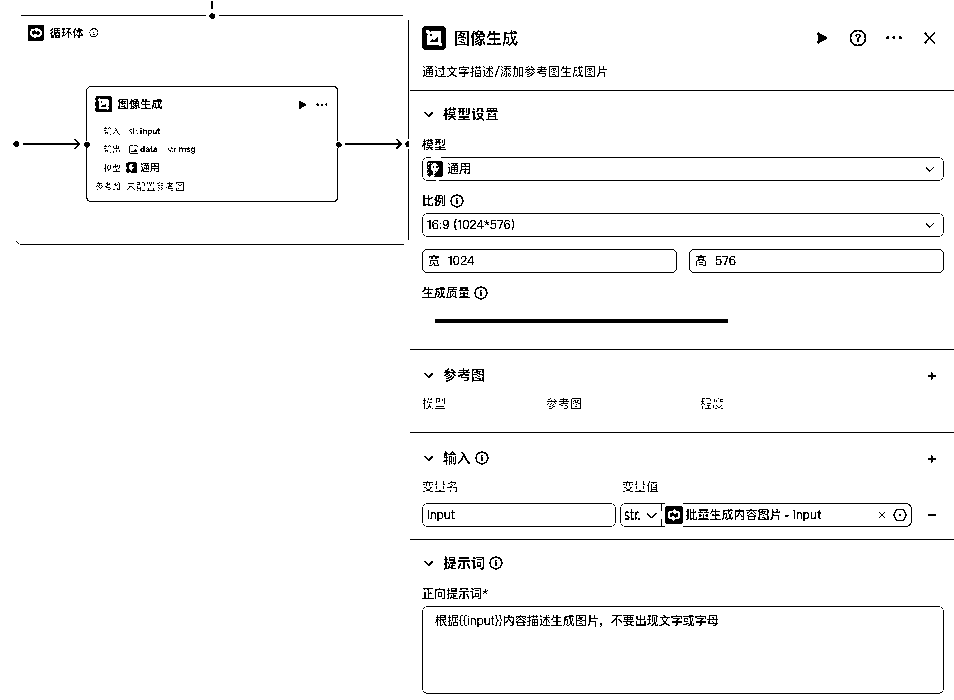 循环体
图像生成
输入 str. input
输出 data str. msg
模型 通用
参考图 未配置参考图
图像生成
通过文字描述/添加参考图生成图片
模型设置
模型
通用
比例
16:9 (1024*576)
宽 1024
高 576
生成质量
参考图
模型 参考图 程度
输入
变量名 变量值
input str. 批量生成内容图片 - input
提示词
正向提示词*
根据{{input}}内容描述生成图片，不要出现文字或字母